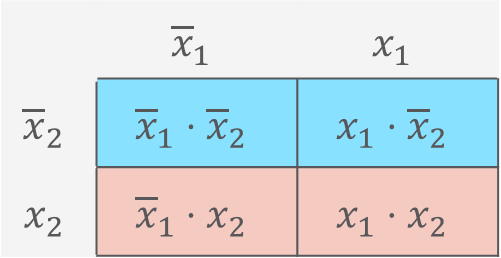 x̅₁ x₁
x̅₂ x̅₁ · x̅₂ x₁ · x̅₂
x₂ x̅₁ · x₂ x₁ · x₂